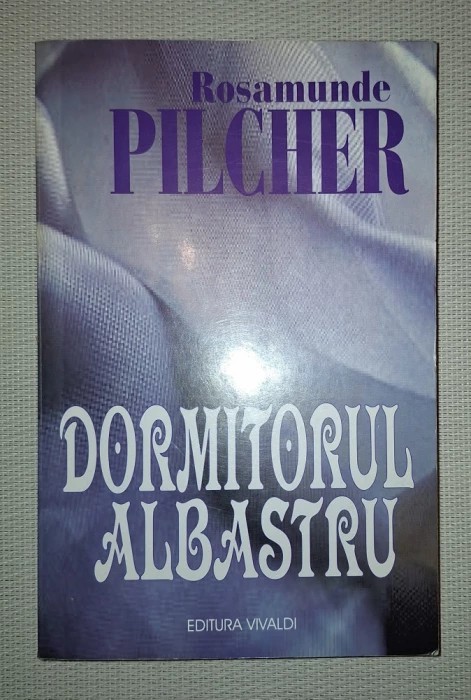 Rosamunde
PILCHER
DORMITORUL
ALBASTRU
EDITURA VIVALDI